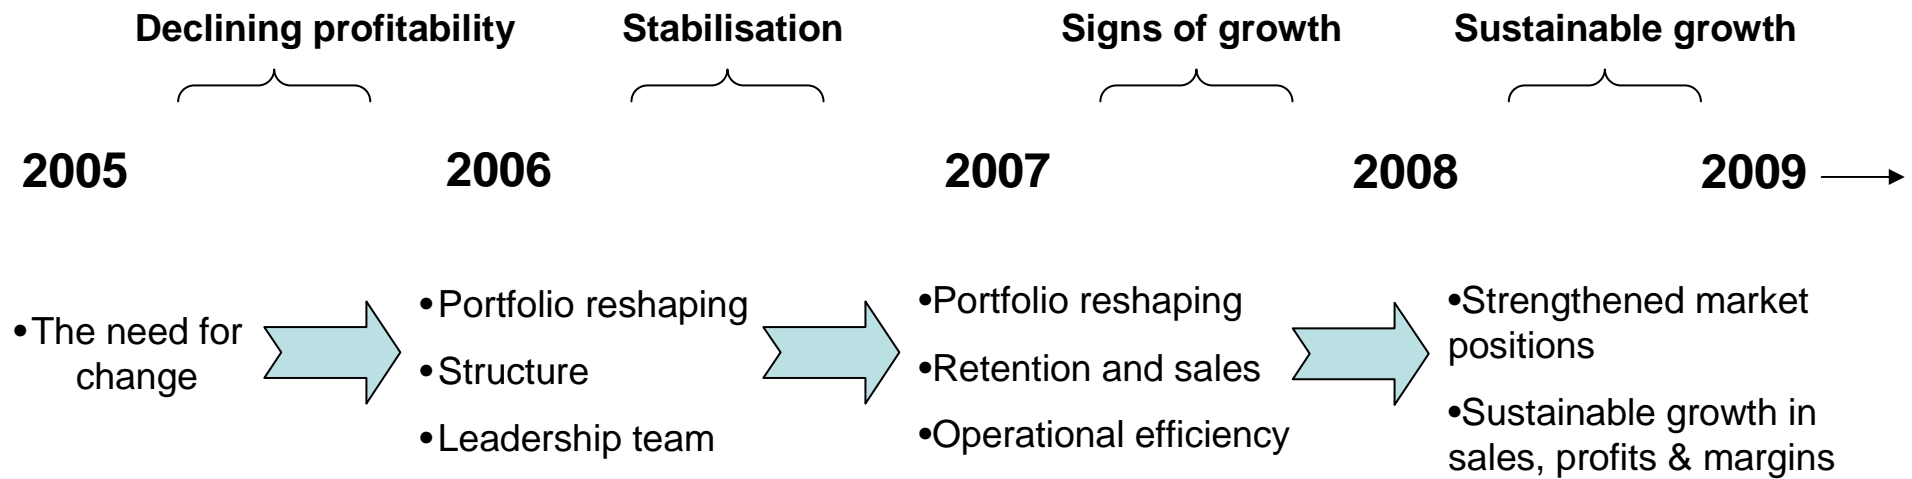 Declining profitability
Stabilisation
Signs of growth
Sustainable growth
2005
2006
2007
2008
2009
•The need for
change
•Portfolio reshaping
•Structure
•Leadership team
•Portfolio reshaping
•Retention and sales
•Operational efficiency
•Strengthened market
positions
•Sustainable growth in
sales, profits & margins